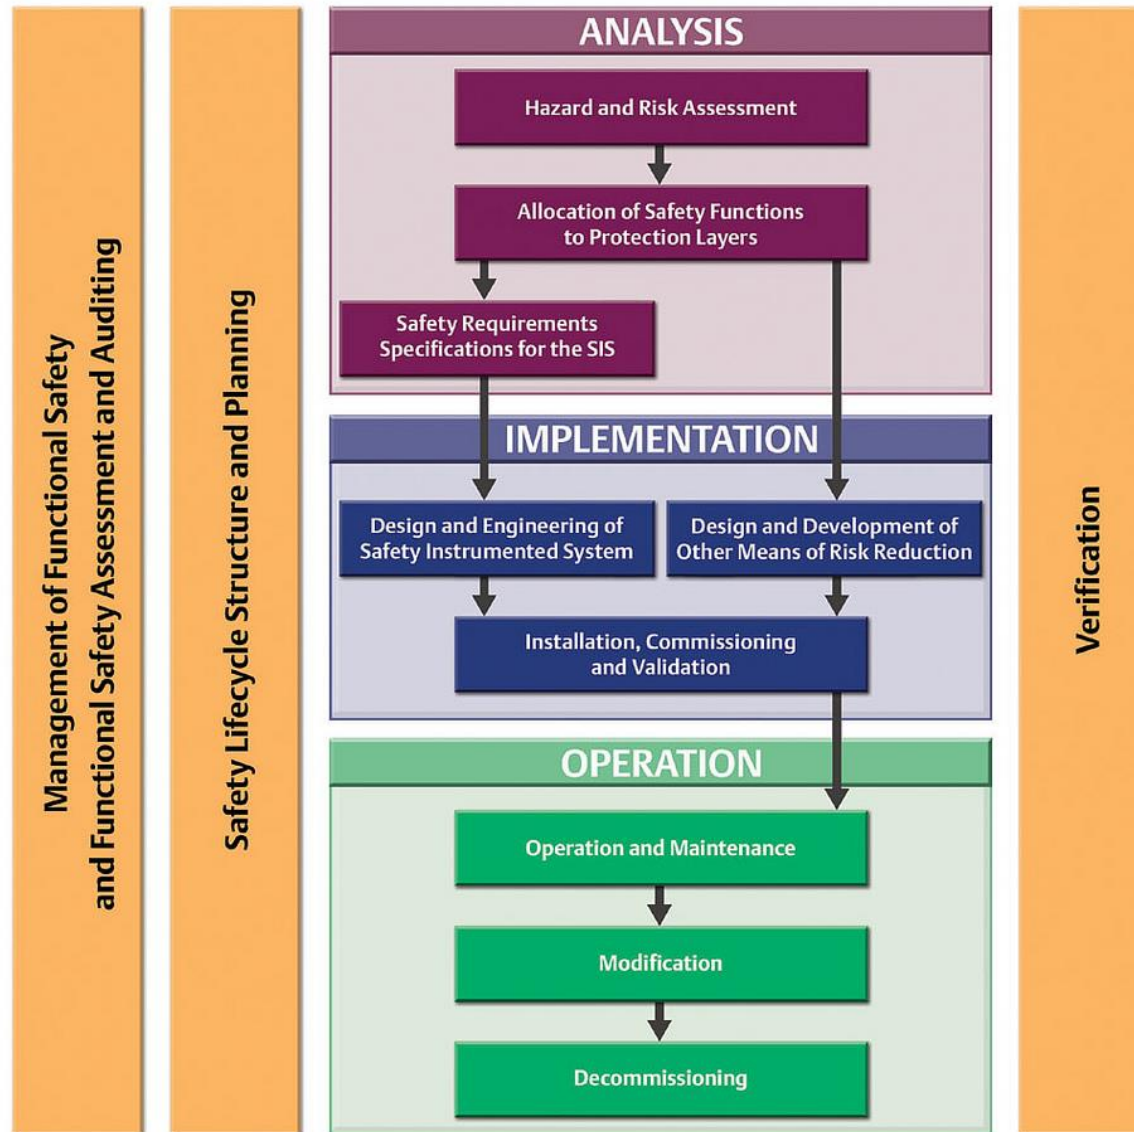 Management of Functional Safety
and Functional Safety Assessment and Auditing
Safety Lifecycle Structure and Planning
ANALYSIS
Hazard and Risk Assessment
Allocation of Safety Functions
to Protection Layers
Safety Requirements
Specifications for the SIS
IMPLEMENTATION
Design and Engineering of
Safety Instrumented System
Design and Development of
Other Means of Risk Reduction
Installation, Commissioning
and Validation
OPERATION
Operation and Maintenance
Modification
Decommissioning
Verification